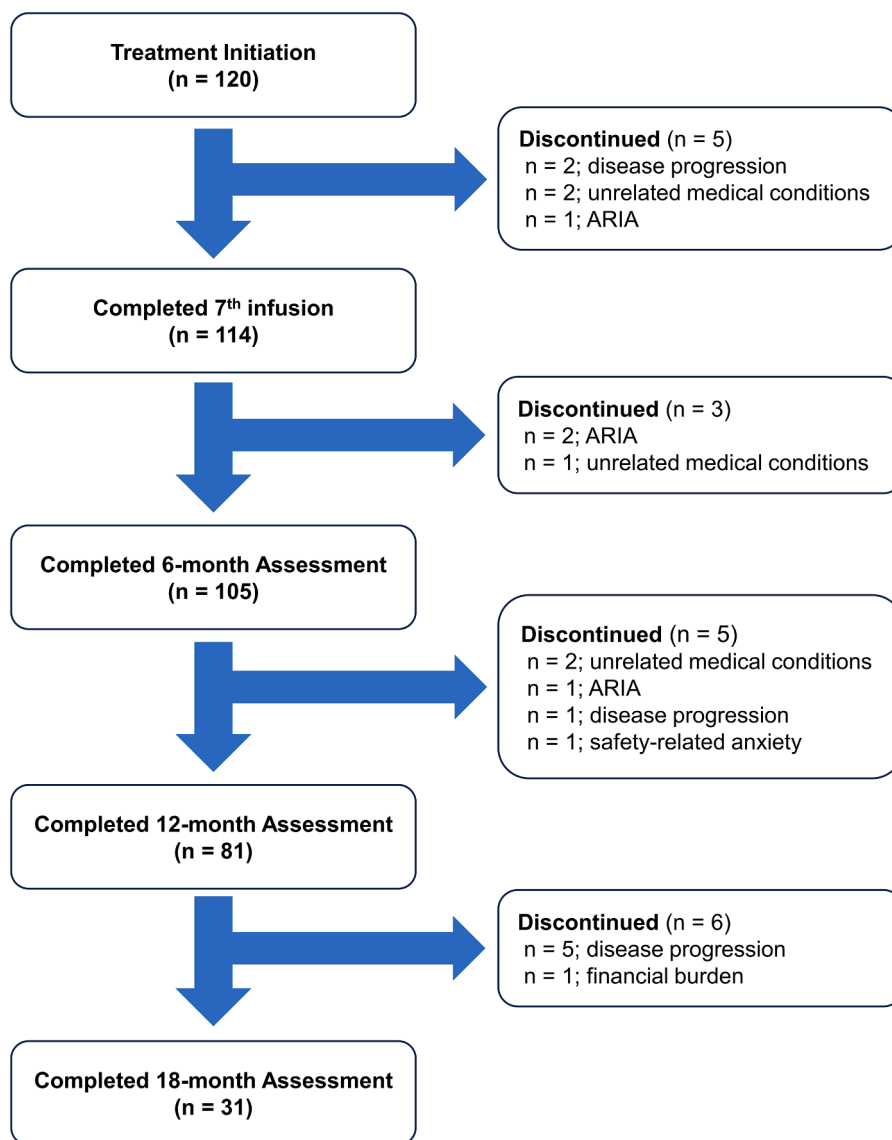 Treatment Initiation
(n = 120)
Discontinued (n = 5)
n = 2; disease progression
n = 2; unrelated medical conditions
n = 1; ARIA
Completed 7th infusion
(n = 114)
Discontinued (n = 3)
n = 2; ARIA
n = 1; unrelated medical conditions
Completed 6-month Assessment
(n = 105)
Discontinued (n = 5)
n = 2; unrelated medical conditions
n = 1; ARIA
n = 1; disease progression
n = 1; safety-related anxiety
Completed 12-month Assessment
(n = 81)
Discontinued (n = 6)
n = 5; disease progression
n = 1; financial burden
Completed 18-month Assessment
(n = 31)